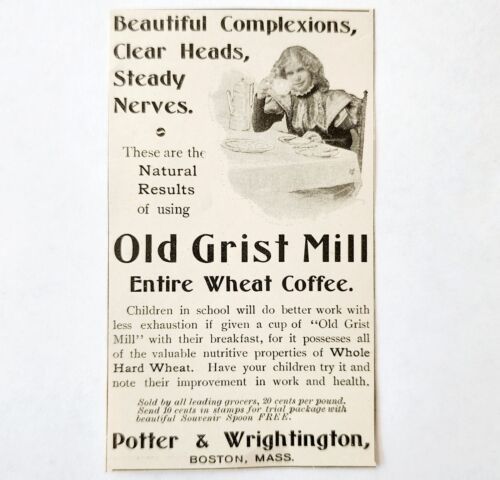 Beautiful Complexions,
Clear Heads,
Steady
Nerves.
These are the
Natural
Results
of using
Old Grist Mill
Entire Wheat Coffee.
Children in school will do better work with
less exhaustion if given a cup of "Old Grist
Mill" with their breakfast, for it possesses all
of the valuable nutritive properties of Whole
Hard Wheat. Have your children try it and
note their improvement in work and health.
Sold by all leading grocers, 20 cents per pound.
Send 10 cents in stamps for trial package with
beautiful Souvenir Spoon FREE.
Potter & Wrightington,
BOSTON, MASS.